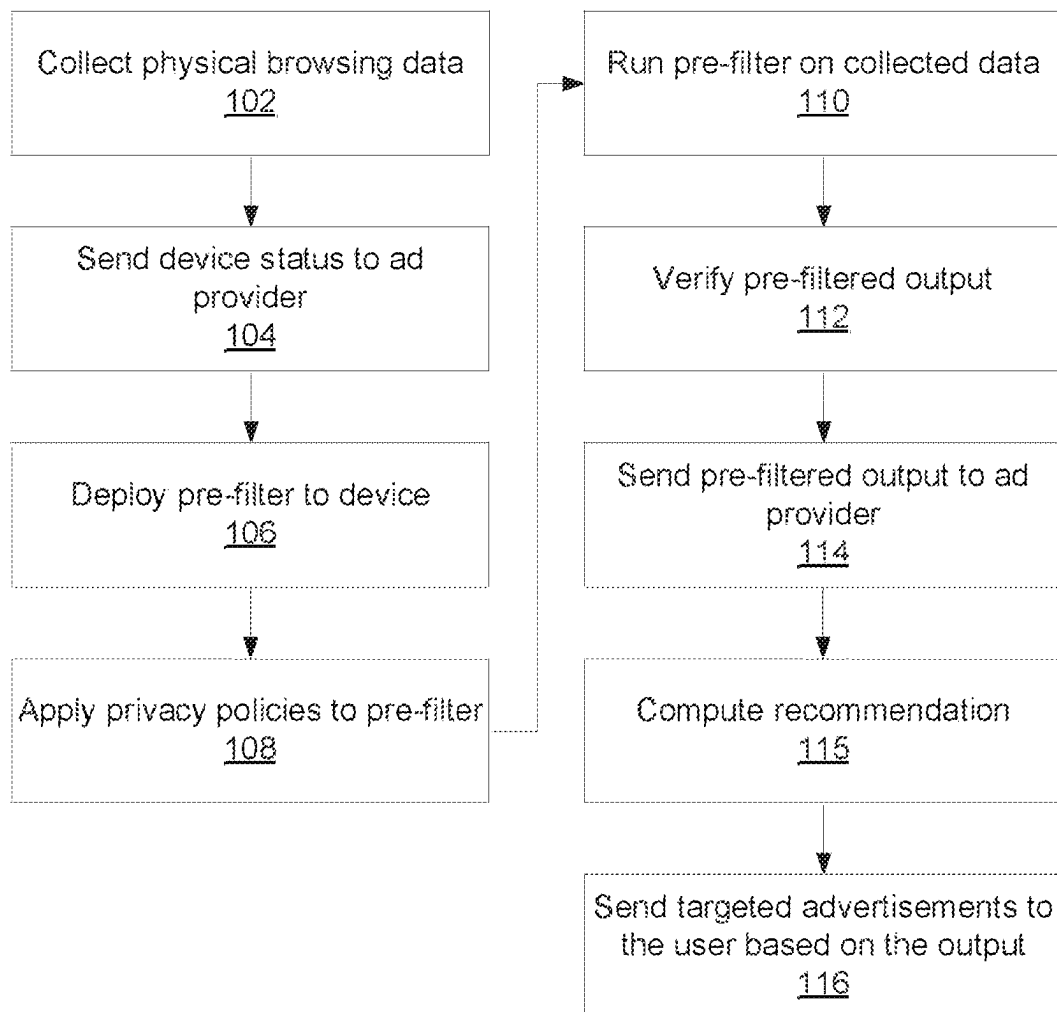 Collect physical browsing data
102
Send device status to ad
provider
104
Deploy pre-filter to device
106
Apply privacy policies to pre-filter
108
Run pre-filter on collected data
110
Verify pre-filtered output
112
Send pre-filtered output to ad
provider
114
Compute recommendation
115
Send targeted advertisements to
the user based on the output
116